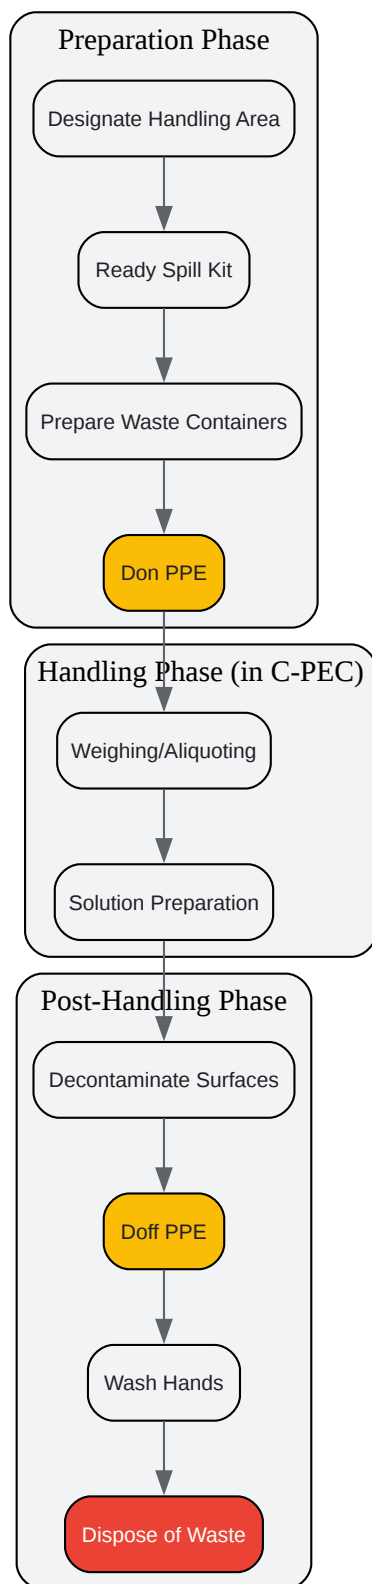 Preparation Phase
Designate Handling Area
Ready Spill Kit
Prepare Waste Containers
Don PPE
Handling Phase (in C-PEC)
Weighing/Aliquoting
Solution Preparation
Post-Handling Phase
Decontaminate Surfaces
Doff PPE
Wash Hands
Dispose of Waste